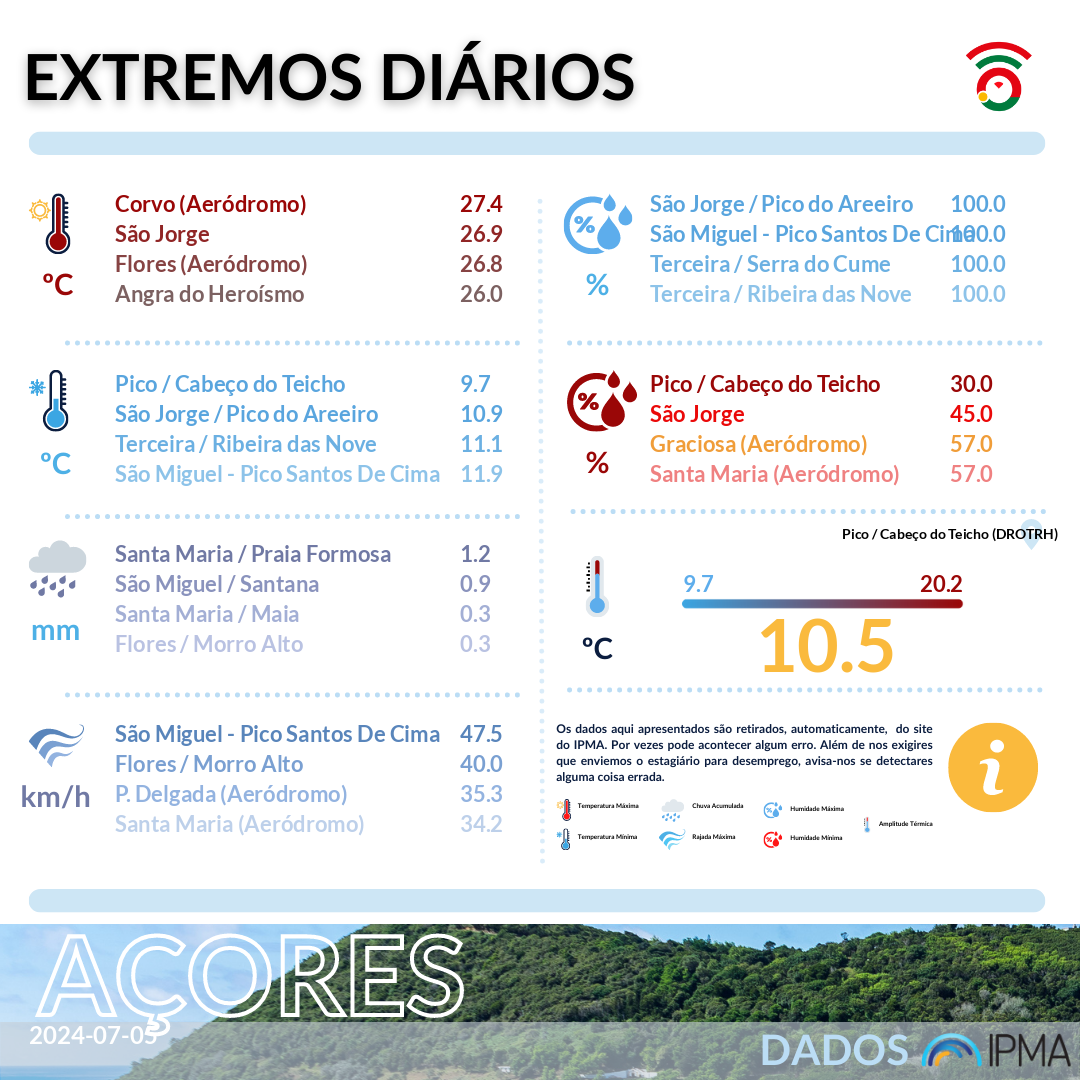 EXTREMOS DIÁRIOS
Corvo (Aeródromo) 27.4
São Jorge 26.9
Flores (Aeródromo) 26.8
Angra do Heroísmo 26.0
ºC
Pico / Cabeço do Teicho 9.7
São Jorge / Pico do Areeiro 10.9
Terceira / Ribeira das Nove 11.1
São Miguel - Pico Santos De Cima 11.9
ºC
Santa Maria / Praia Formosa 1.2
São Miguel / Santana 0.9
Santa Maria / Maia 0.3
Flores / Morro Alto 0.3
mm
São Miguel - Pico Santos De Cima 47.5
Flores / Morro Alto 40.0
P. Delgada (Aeródromo) 35.3
Santa Maria (Aeródromo) 34.2
km/h
%
São Jorge / Pico do Areeiro 100.0
São Miguel - Pico Santos De Cima 100.0
Terceira / Serra do Cume 100.0
Terceira / Ribeira das Nove 100.0
%
%
Pico / Cabeço do Teicho 30.0
São Jorge 45.0
Graciosa (Aeródromo) 57.0
Santa Maria (Aeródromo) 57.0
%
Pico / Cabeço do Teicho (DROTRH)
9.7 20.2
10.5
ºC
Os dados aqui apresentados são retirados, automaticamente, do site
do IPMA. Por vezes pode acontecer algum erro. Além de nos exigires
que enviemos o estagiário para desemprego, avisa-nos se detectares
alguma coisa errada.
i
Temperatura Máxima Chuva Acumulada Humidade Máxima
Amplitude Térmica
Temperatura Mínima Rajada Máxima Humidade Mínima
AÇORES
2024-07-05
DADOS IPMA